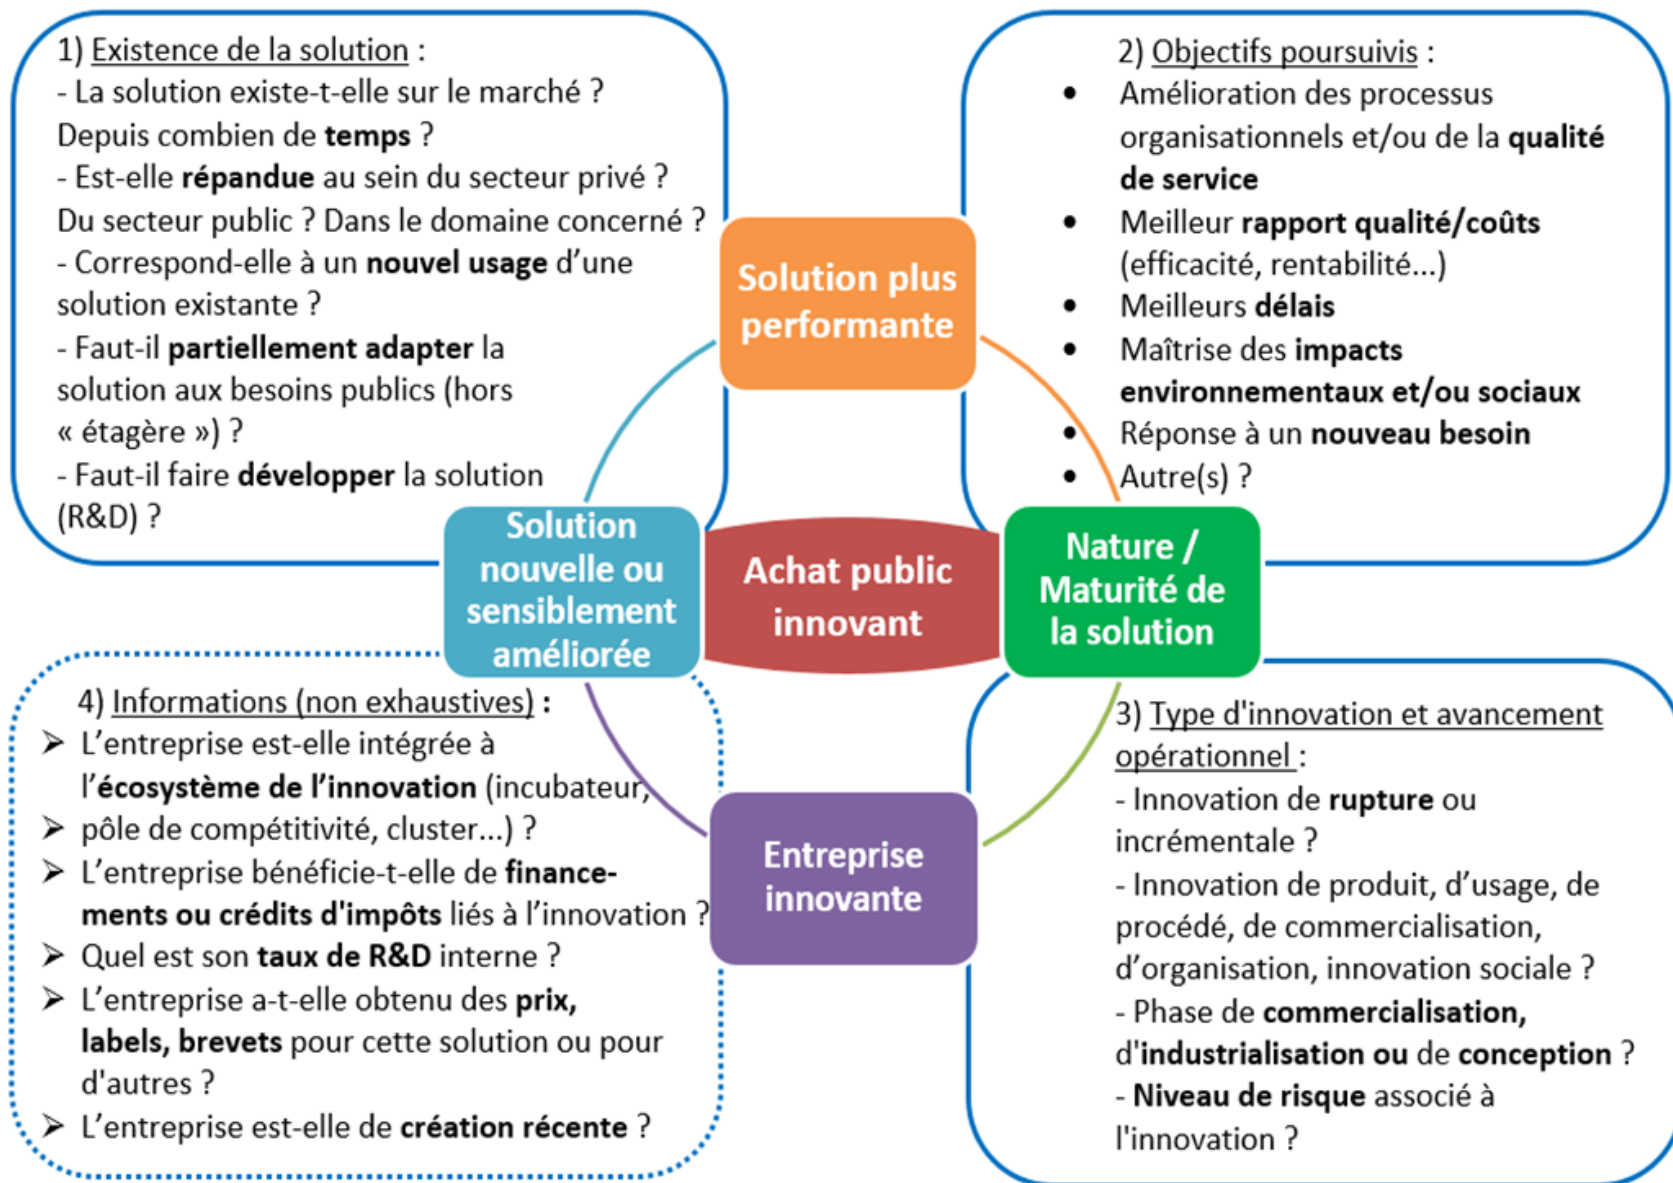 1) Existence de la solution :
- La solution existe-t-elle sur le marché ?
Depuis combien de temps ?
- Est-elle répandue au sein du secteur privé ?
Du secteur public ? Dans le domaine concerné ?
- Correspond-elle à un nouvel usage d’une
solution existante ?
- Faut-il partiellement adapter la
solution aux besoins publics (hors
« étagère ») ?
- Faut-il faire développer la solution
(R&D) ?
2) Objectifs poursuivis :
• Amélioration des processus
organisationnels et/ou de la qualité
de service
• Meilleur rapport qualité/coûts
(efficacité, rentabilité...)
• Meilleurs délais
• Maîtrise des impacts
environnementaux et/ou sociaux
• Réponse à un nouveau besoin
• Autre(s) ?
Solution plus
performante
Solution
nouvelle ou
sensiblement
améliorée
Achat public
innovant
Nature /
Maturité de
la solution
Entreprise
innovante
4) Informations (non exhaustives) :
➢ L’entreprise est-elle intégrée à
l’écosystème de l’innovation (incubateur,
➢ pôle de compétitivité, cluster...) ?
➢ L’entreprise bénéficie-t-elle de finance-
ments ou crédits d'impôts liés à l’innovation ?
➢ Quel est son taux de R&D interne ?
➢ L’entreprise a-t-elle obtenu des prix,
labels, brevets pour cette solution ou pour
d'autres ?
➢ L’entreprise est-elle de création récente ?
3) Type d'innovation et avancement
opérationnel :
- Innovation de rupture ou
incrémentale ?
- Innovation de produit, d’usage, de
procédé, de commercialisation,
d’organisation, innovation sociale ?
- Phase de commercialisation,
d'industrialisation ou de conception ?
- Niveau de risque associé à
l'innovation ?